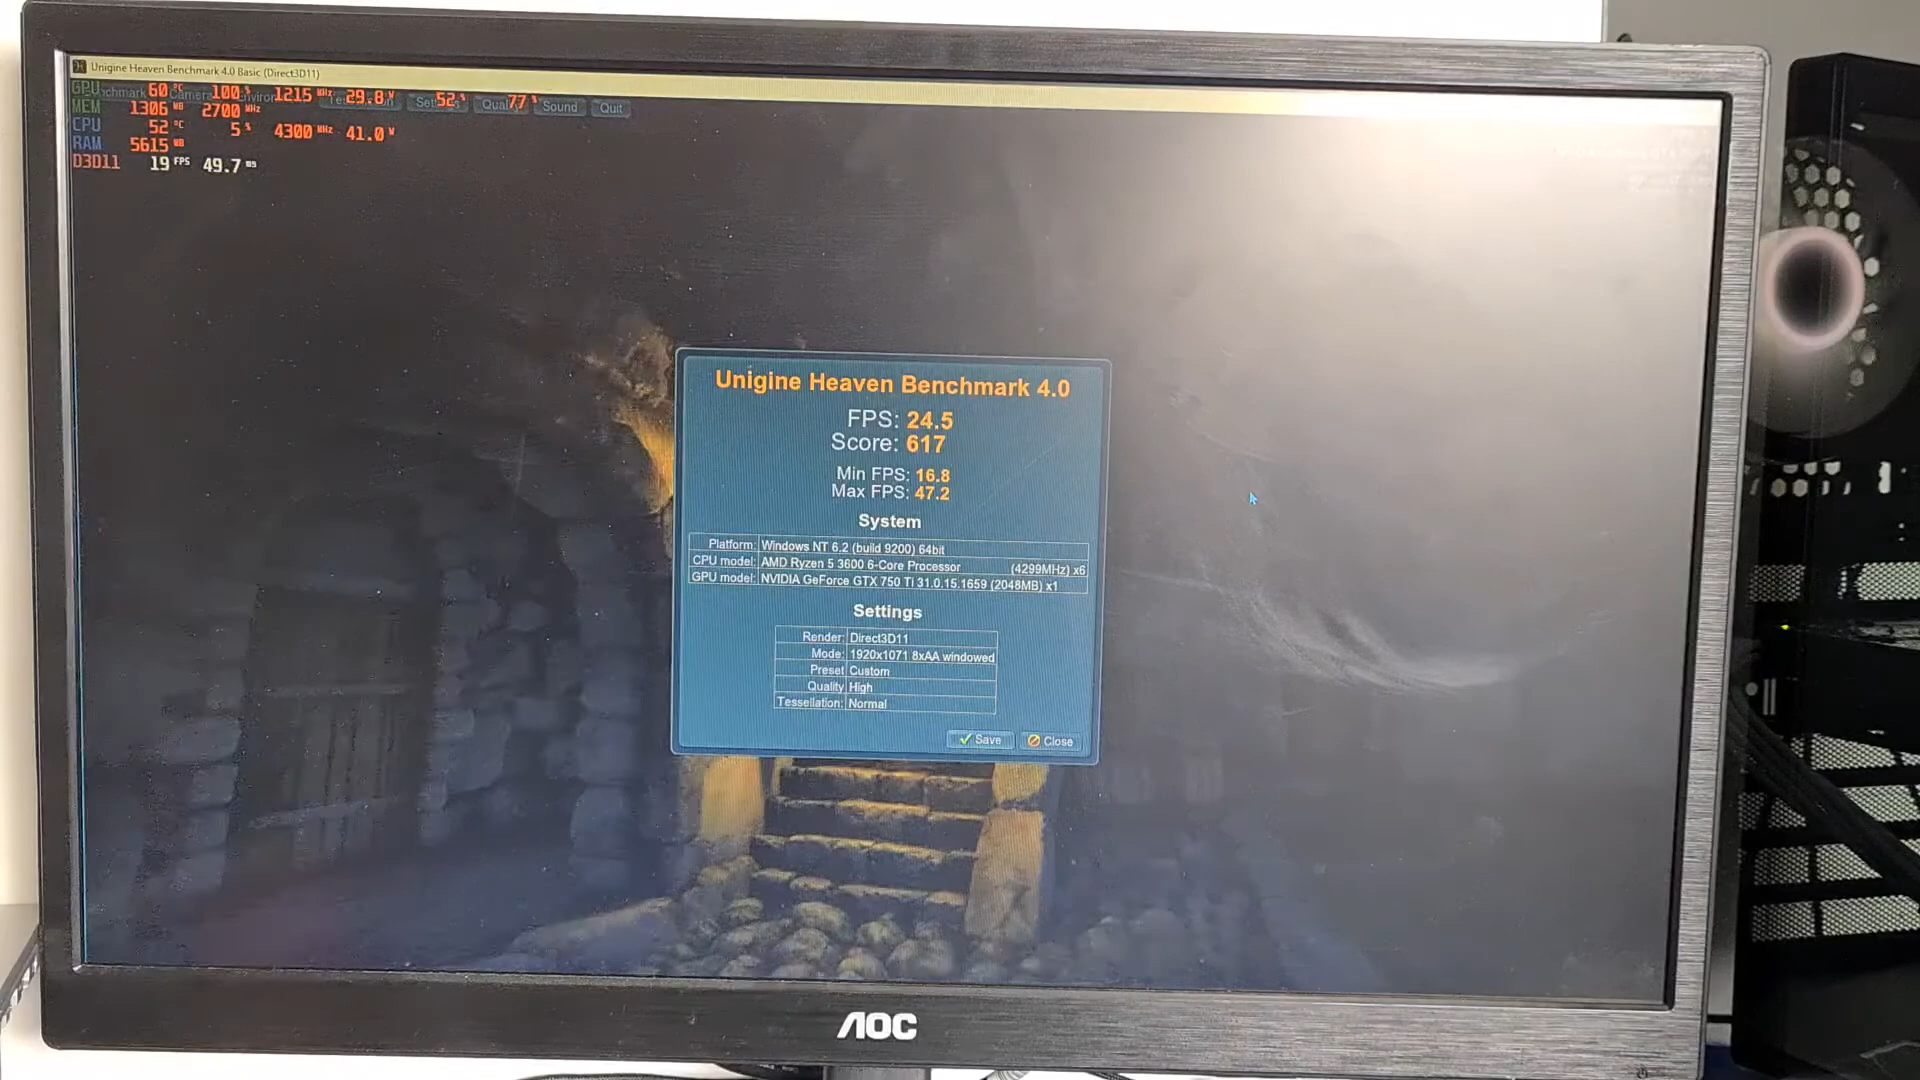 Unigine Heaven Benchmark 4.0 Basic (Direct3D11)
GPU 60 °C 100 % 1215 MHz 29.8 W 52 % 77 %
Sound Quit
MEM 1306 MB 2700 MHz
CPU 52 °C 5 % 4300 MHz 41.0 W
RAM 5615 MB
D3D11 19 FPS 49.7 ms
Unigine Heaven Benchmark 4.0
FPS: 24.5
Score: 617
Min FPS: 16.8
Max FPS: 47.2
System
Platform: Windows NT 6.2 (build 9200) 64bit
CPU model: AMD Ryzen 5 3600 6-Core Processor (4299MHz) x6
GPU model: NVIDIA GeForce GTX 750 Ti 31.0.15.1659 (2048MB) x1
Settings
Render: Direct3D11
Mode: 1920x1071 8xAA windowed
Preset Custom
Quality High
Tessellation: Normal
Save Close
AOC